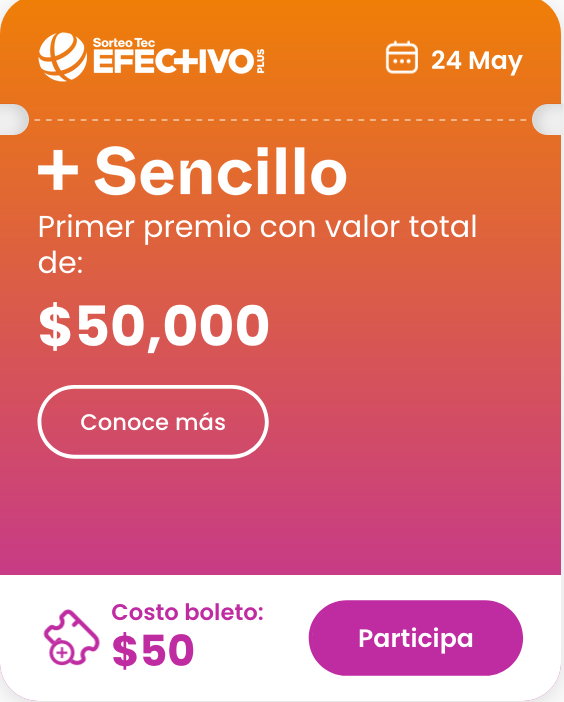 Sorteo Tec
EFECTIVO PLUS
24 May
+ Sencillo
Primer premio con valor total
de:
$50,000
Conoce más
Costo boleto:
$50
Participa